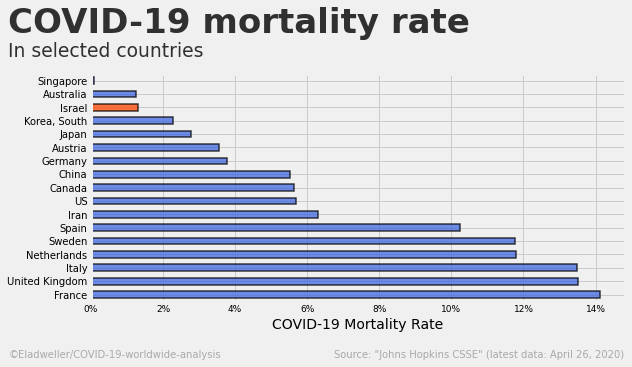 COVID-19 mortality rate
In selected countries
Singapore
Australia
Israel
Korea, South
Japan
Austria
Germany
China
Canada
US
Iran
Spain
Sweden
Netherlands
Italy
United Kingdom
France
0% 2% 4% 6% 8% 10% 12% 14%
COVID-19 Mortality Rate
©Eladweller/COVID-19-worldwide-analysis Source: "Johns Hopkins CSSE" (latest data: April 26, 2020)